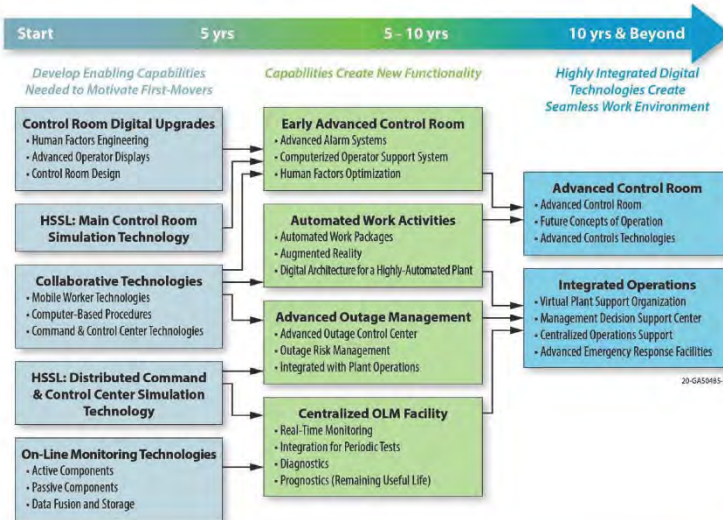 Start 5 yrs 5 – 10 yrs 10 yrs & Beyond
Develop Enabling Capabilities
Needed to Motivate First-Movers
Capabilities Create New Functionality
Highly Integrated Digital
Technologies Create
Seamless Work Environment
Control Room Digital Upgrades
• Human Factors Engineering
• Advanced Operator Displays
• Control Room Design
HSSL: Main Control Room
Simulation Technology
Collaborative Technologies
• Mobile Worker Technologies
• Computer-Based Procedures
• Command & Control Center Technologies
HSSL: Distributed Command
& Control Center Simulation
Technology
On-Line Monitoring Technologies
• Active Components
• Passive Components
• Data Fusion and Storage
Early Advanced Control Room
• Advanced Alarm Systems
• Computerized Operator Support System
• Human Factors Optimization
Automated Work Activities
• Automated Work Packages
• Augmented Reality
• Digital Architecture for a Highly-Automated Plant
Advanced Outage Management
• Advanced Outage Control Center
• Outage Risk Management
• Integrated with Plant Operations
Centralized OLM Facility
• Real-Time Monitoring
• Integration for Periodic Tests
• Diagnostics
• Prognostics (Remaining Useful Life)
Advanced Control Room
• Advanced Control Room
• Future Concepts of Operation
• Advanced Controls Technologies
Integrated Operations
• Virtual Plant Support Organization
• Management Decision Support Center
• Centralized Operations Support
• Advanced Emergency Response Facilities